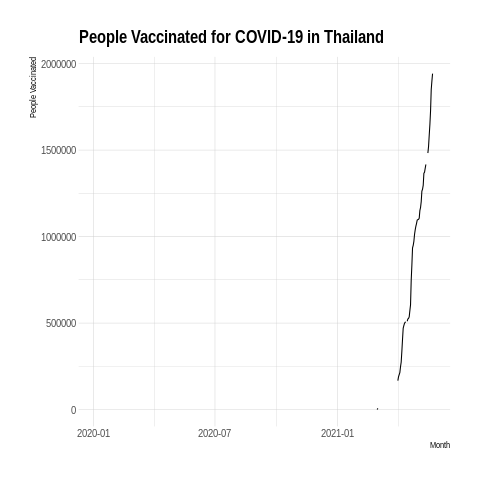 People Vaccinated for COVID-19 in Thailand
People Vaccinated
2000000
1500000
1000000
500000
0
2020-01 2020-07 2021-01
Month